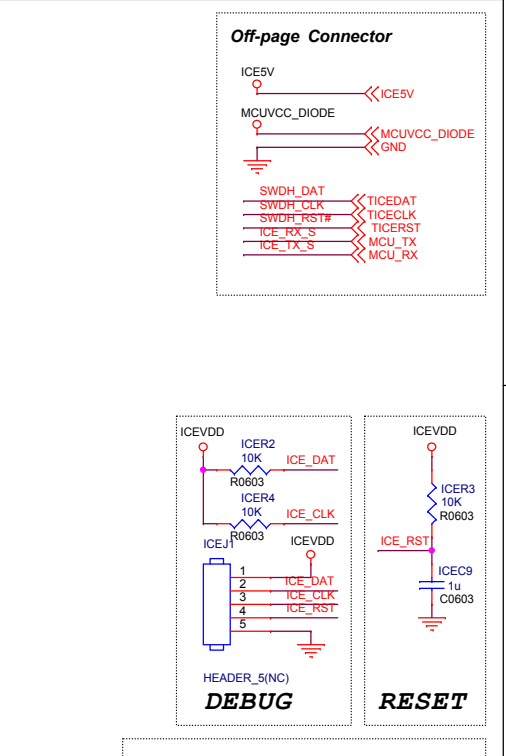 Off-page Connector
ICE5V
ICE5V
MCUVCC_DIODE
MCUVCC_DIODE
GND
SWDH_DAT
TICEDAT
SWDH_CLK
TICECLK
SWDH_RST#
TICERST
ICE_RX_S
MCU_TX
ICE_TX_S
MCU_RX
ICEVDD
ICER2
10K
ICE_DAT
R0603
ICER4
10K
ICE_CLK
R0603
ICEJ1
ICEVDD
1
2
ICE_DAT
3
ICE_CLK
4
ICE_RST
5
HEADER_5(NC)
DEBUG
ICEVDD
ICER3
10K
R0603
ICE_RST
ICEC9
1u
C0603
RESET